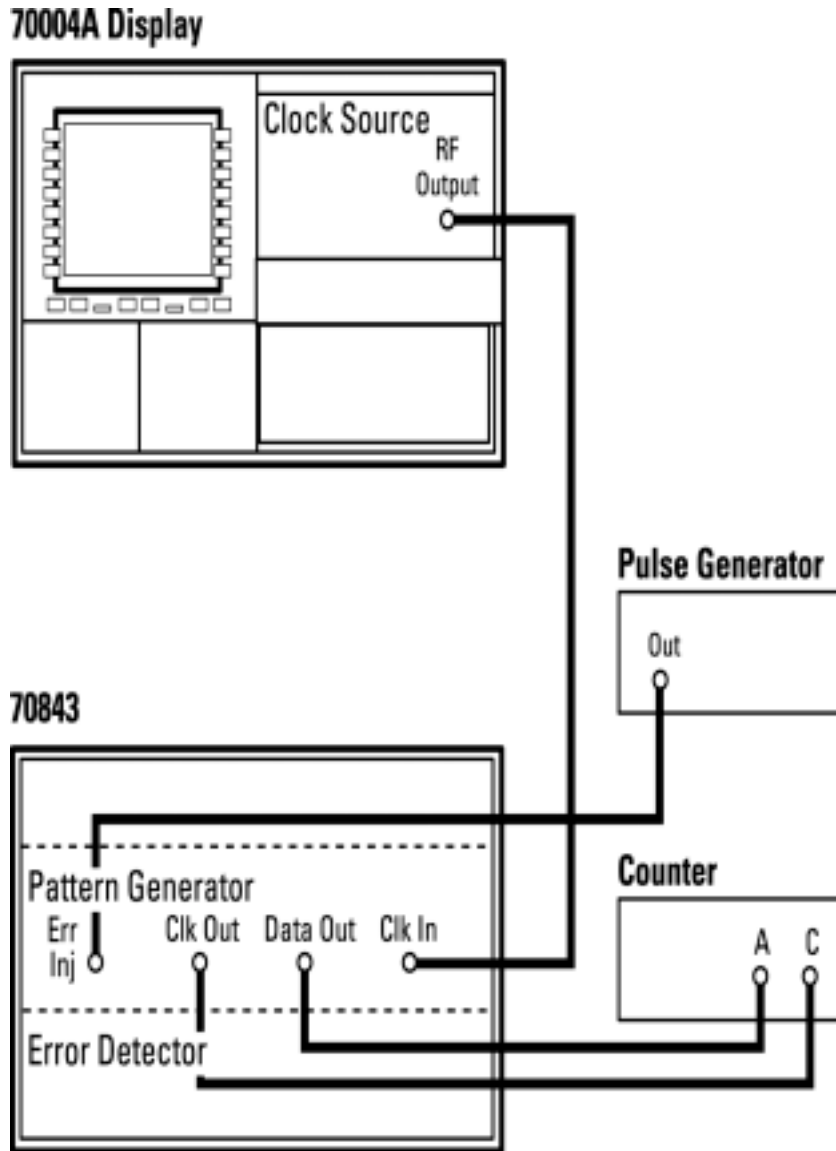 70004A Display
Clock Source
RF
Output
Pulse Generator
Out
70843
Pattern Generator
Err
Inj
Clk Out
Data Out
Clk In
Counter
A
C
Error Detector